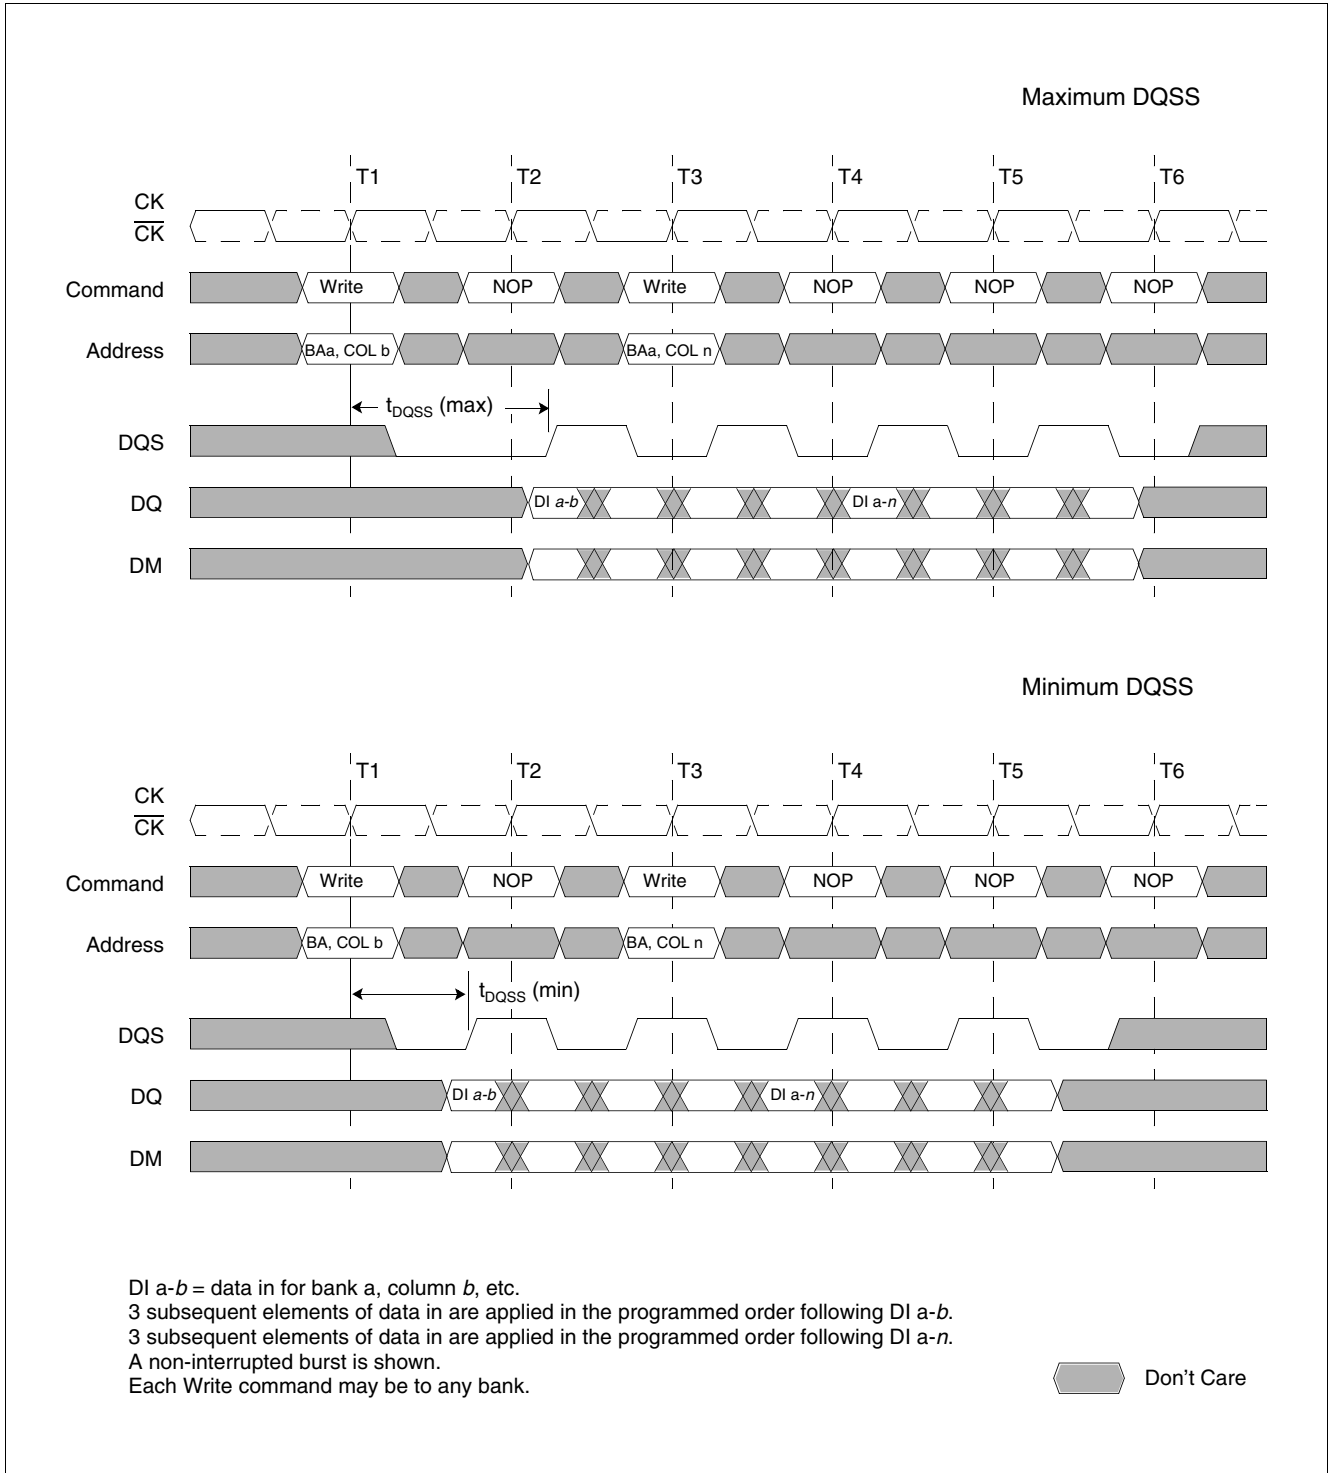 Maximum DQSS
T1 T2 T3 T4 T5 T6
CK
CK
Command Write NOP Write NOP NOP NOP
Address BAa, COL b BAa, COL n
tDQSS (max)
DQS
DQ DI a-b DI a-n
DM
Minimum DQSS
T1 T2 T3 T4 T5 T6
CK
CK
Command Write NOP Write NOP NOP NOP
Address BA, COL b BA, COL n
tDQSS (min)
DQS
DQ DI a-b DI a-n
DM
DI a-b = data in for bank a, column b, etc.
3 subsequent elements of data in are applied in the programmed order following DI a-b.
3 subsequent elements of data in are applied in the programmed order following DI a-n.
A non-interrupted burst is shown.
Each Write command may be to any bank.
Don't Care